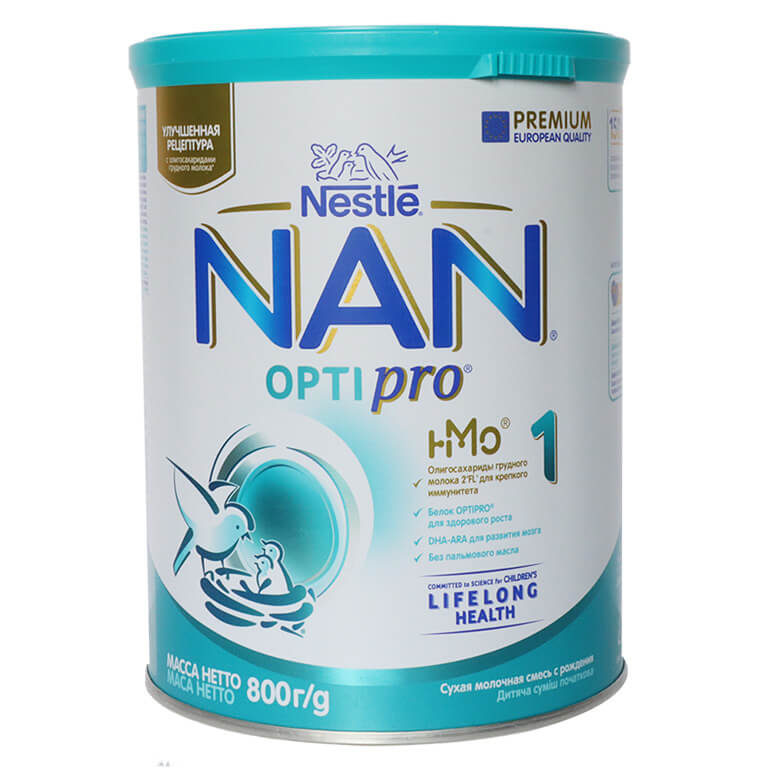 УЛУЧШЕННАЯ
РЕЦЕПТУРА
с олигосахаридами
грудного молока*
PREMIUM
EUROPEAN QUALITY
Nestlé®
NAN®
OPTIpro®
HMO®
1
Олигосахариды грудного
молока 2'FL* для крепкого
иммунитета
Белок OPTIPRO®
для здорового роста
DHA-ARA для развития мозга
Без пальмового масла
COMMITTED to SCIENCE for CHILDREN'S
LIFELONG
HEALTH
МАССА НЕТТО
МАСА НЕТТО
800г/g
Сухая молочная смесь с рождения
Дитяча суміш початкова